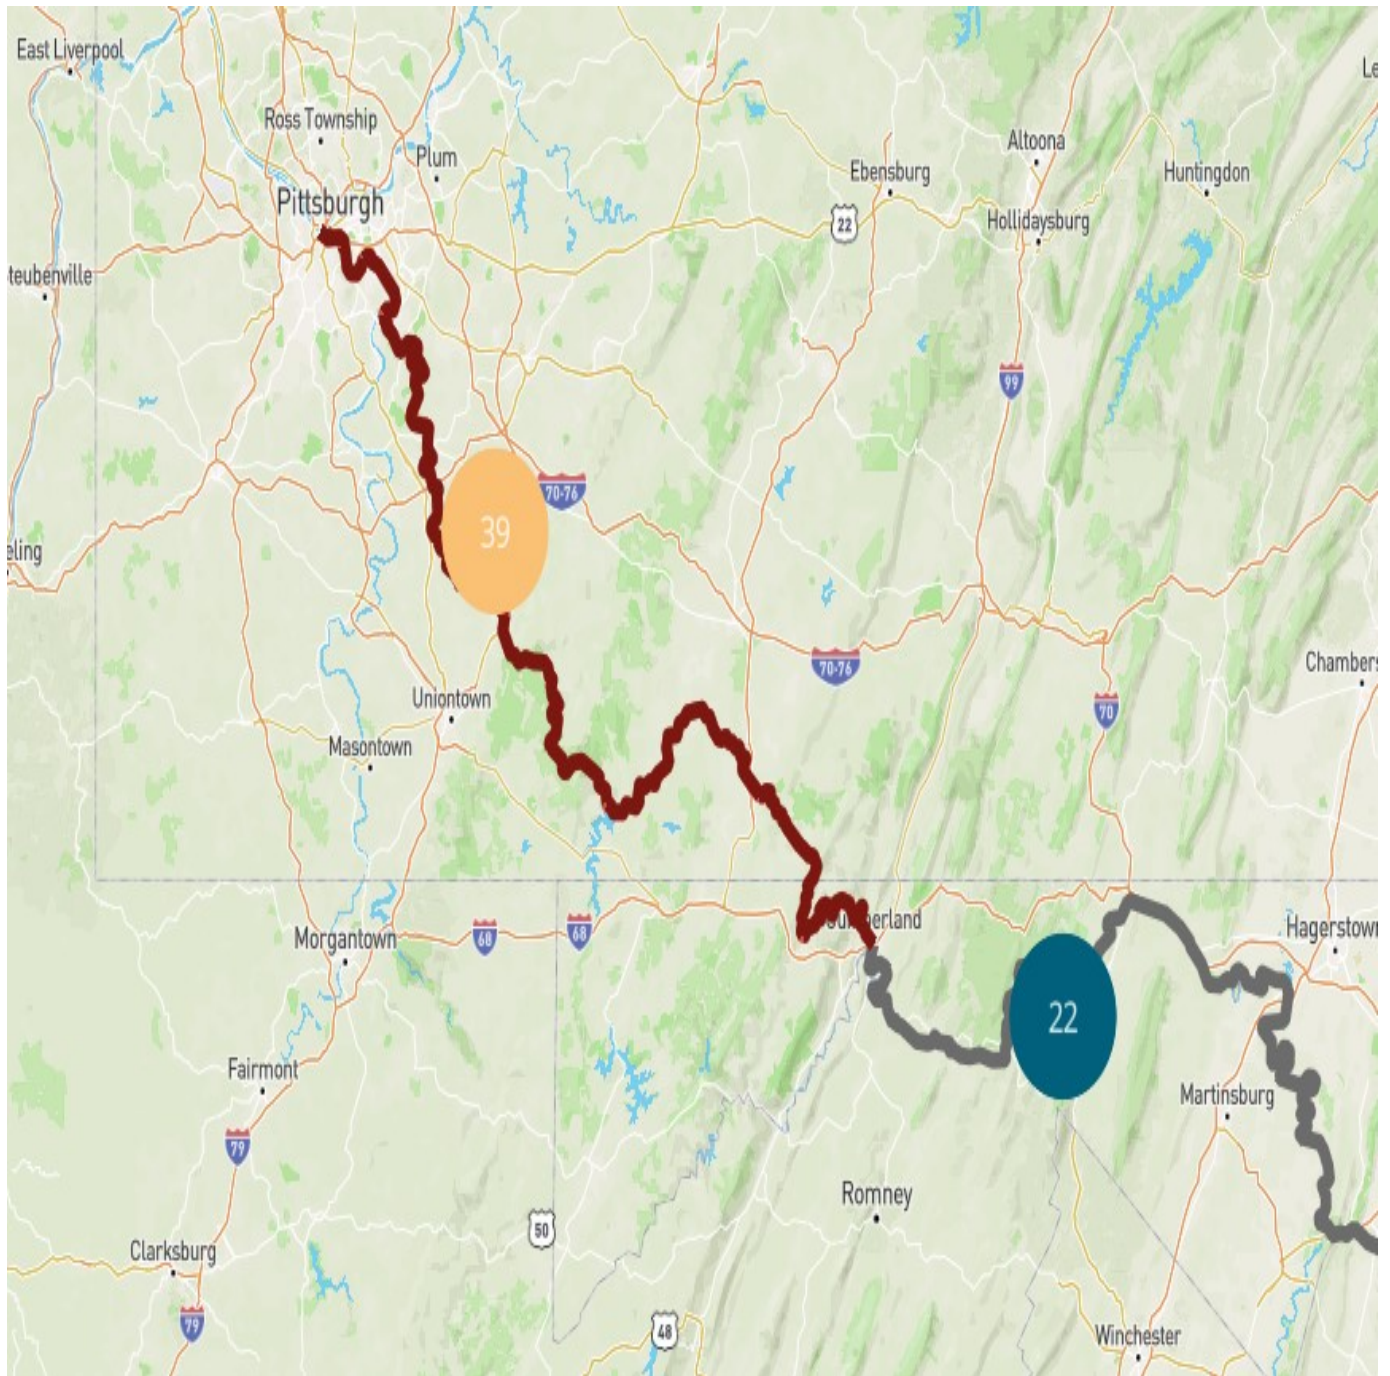 East Liverpool
Le
Ross Township
Plum
Altoona
Ebensburg
Huntingdon
Pittsburgh
22
Hollidaysburg
teubenville
99
70-76
39
eling
70-76
Chambers
Uniontown
70
Masontown
Cumberland
68
68
Hagerstown
Morgantown
22
Fairmont
Martinsburg
79
Romney
50
Clarksburg
79
48
Winchester